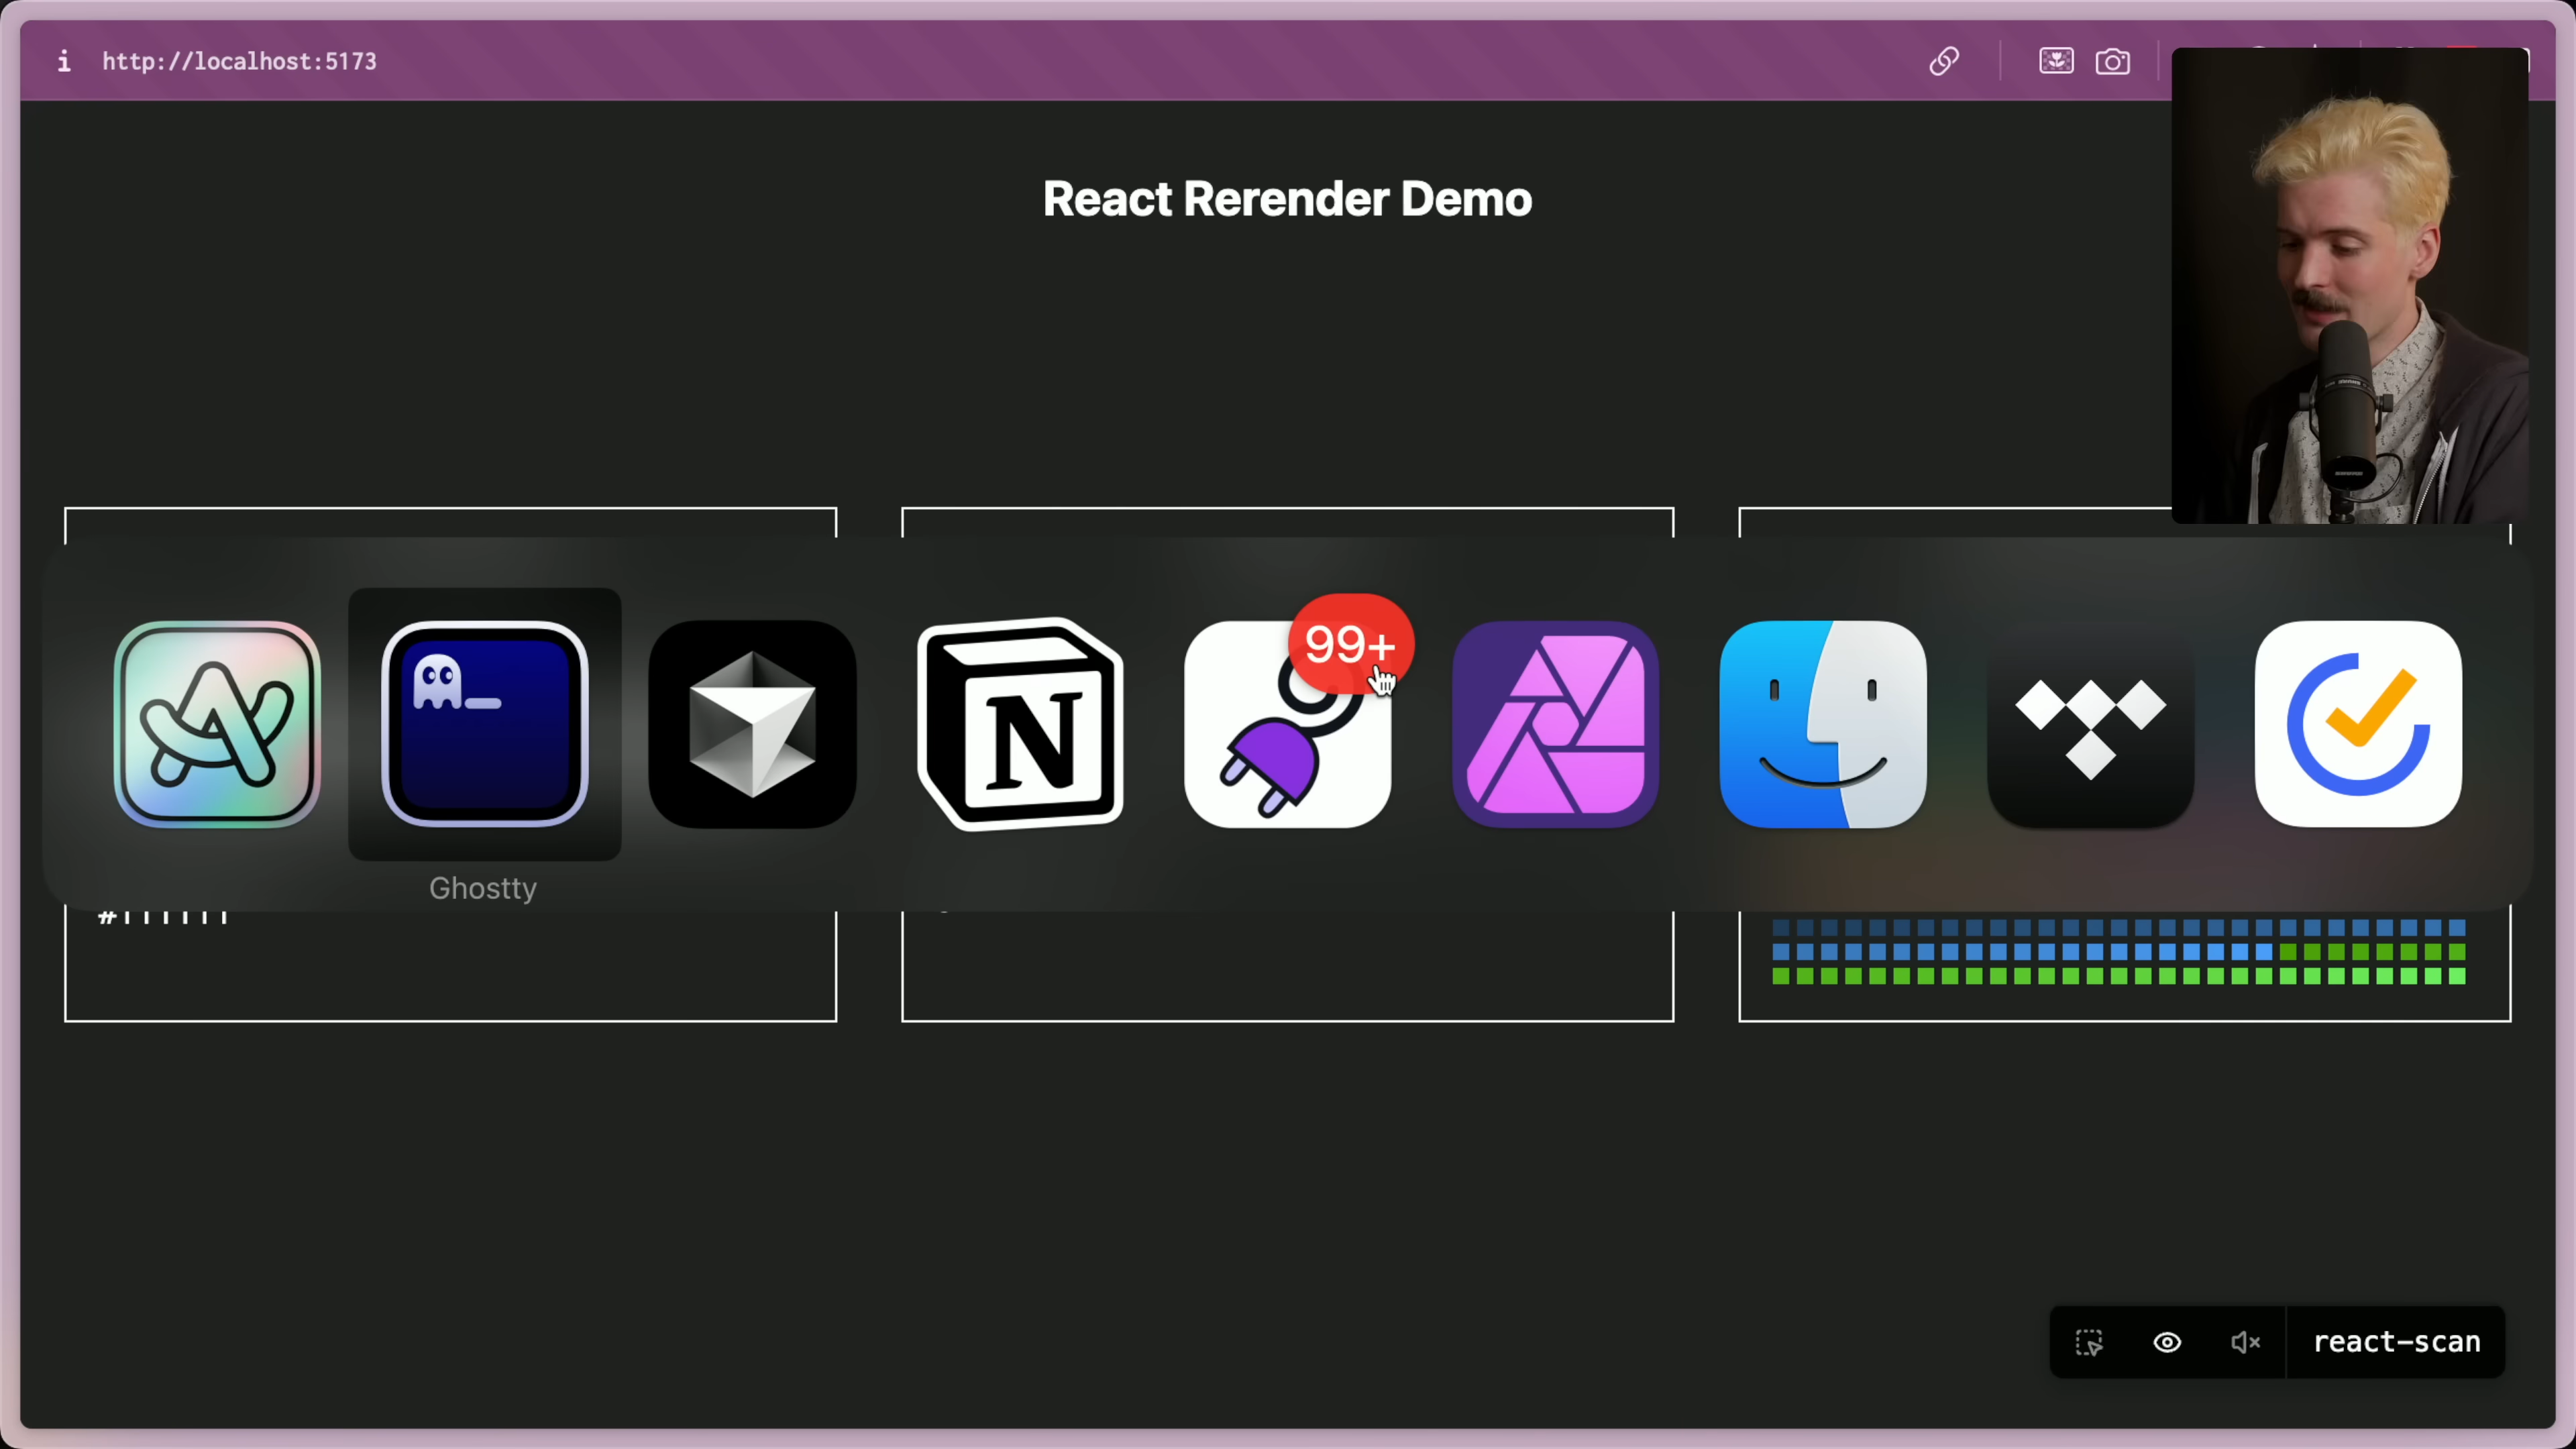 http://localhost:5173
React Rerender Demo
99+
N
Ghostty
react-scan